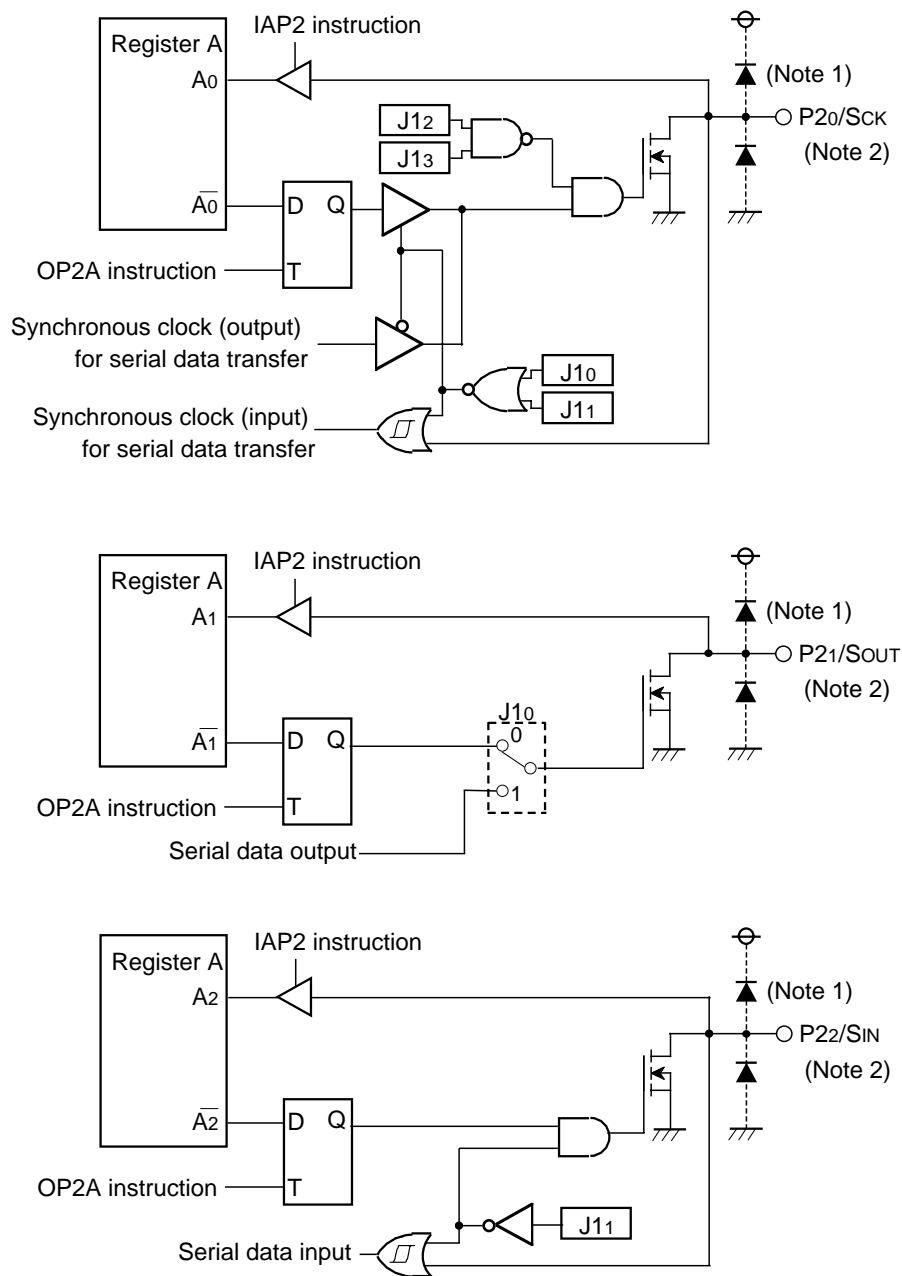 IAP2 instruction
Register A
A0
(Note 1)
J12
P20/SCK
J13
(Note 2)
A0
D Q
OP2A instruction
T
Synchronous clock (output)
for serial data transfer
J10
J11
Synchronous clock (input)
for serial data transfer
IAP2 instruction
Register A
A1
(Note 1)
P21/SOUT
(Note 2)
J10
0
A1
D Q
OP2A instruction
T
1
Serial data output
IAP2 instruction
Register A
A2
(Note 1)
P22/SIN
(Note 2)
A2
D Q
OP2A instruction
T
J11
Serial data input